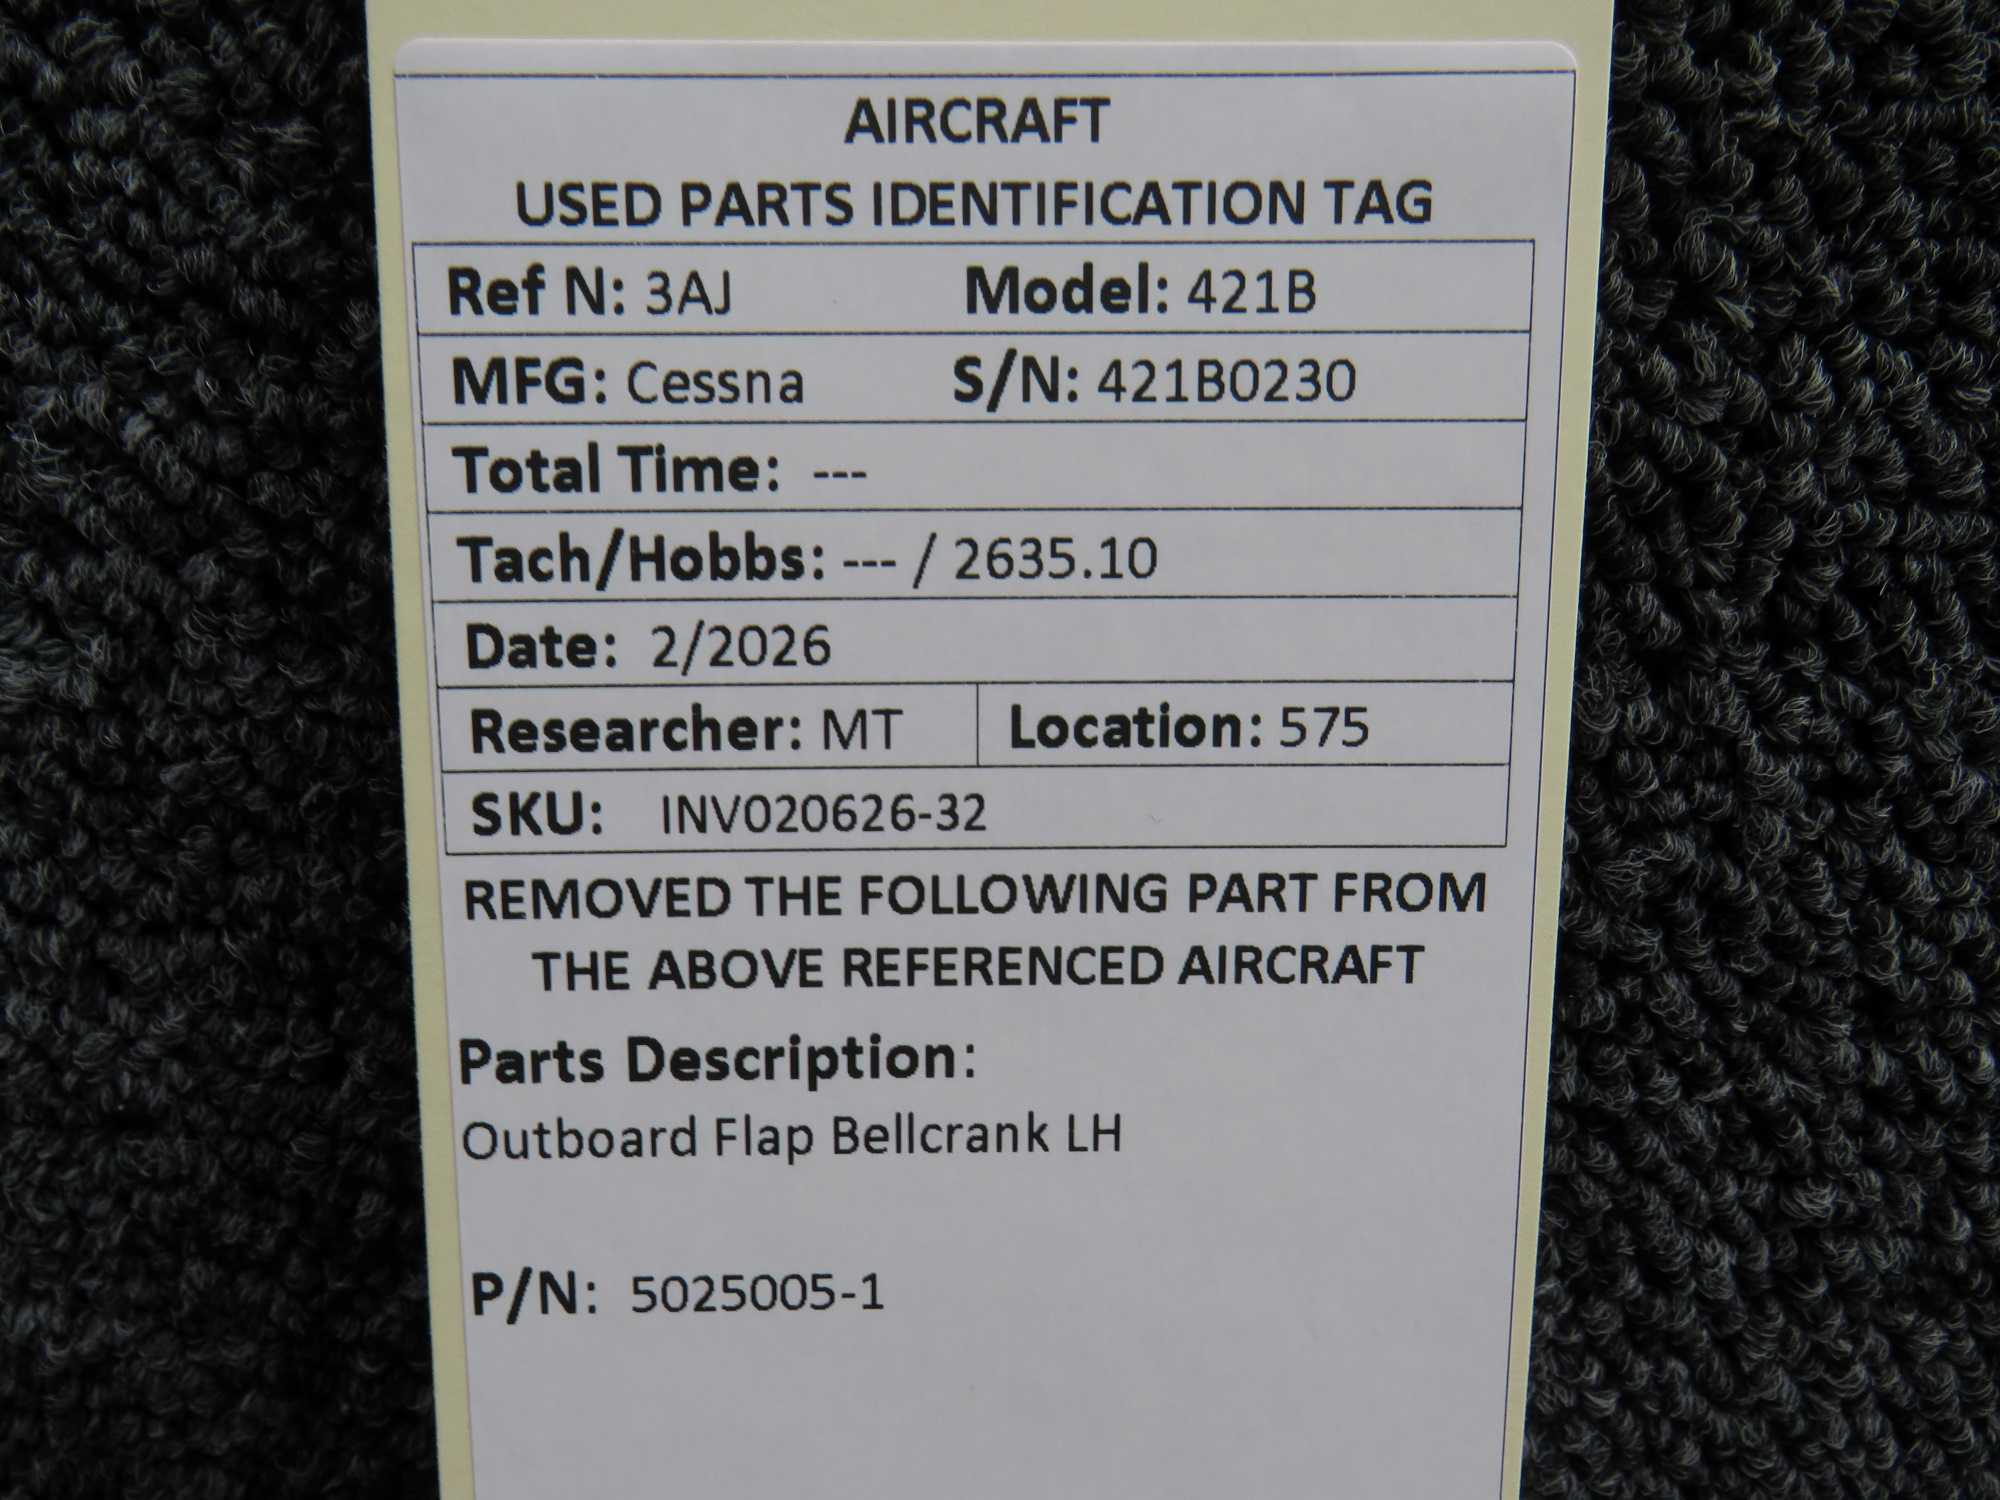 AIRCRAFT
USED PARTS IDENTIFICATION TAG
Ref N: 3AJ Model: 421B
MFG: Cessna S/N: 421B0230
Total Time: ---
Tach/Hobbs: --- / 2635.10
Date: 2/2026
Researcher: MT Location: 575
SKU: INV020626-32
REMOVED THE FOLLOWING PART FROM
THE ABOVE REFERENCED AIRCRAFT
Parts Description:
Outboard Flap Bellcrank LH
P/N: 5025005-1